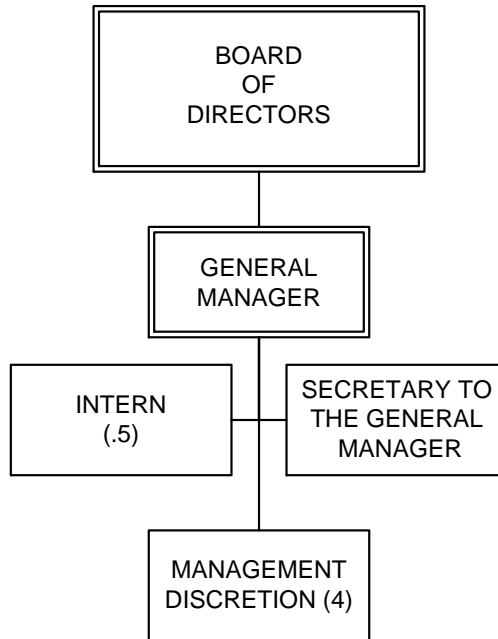 BOARD
OF
DIRECTORS
GENERAL
MANAGER
INTERN
(.5)
SECRETARY TO
THE GENERAL
MANAGER
MANAGEMENT
DISCRETION (4)